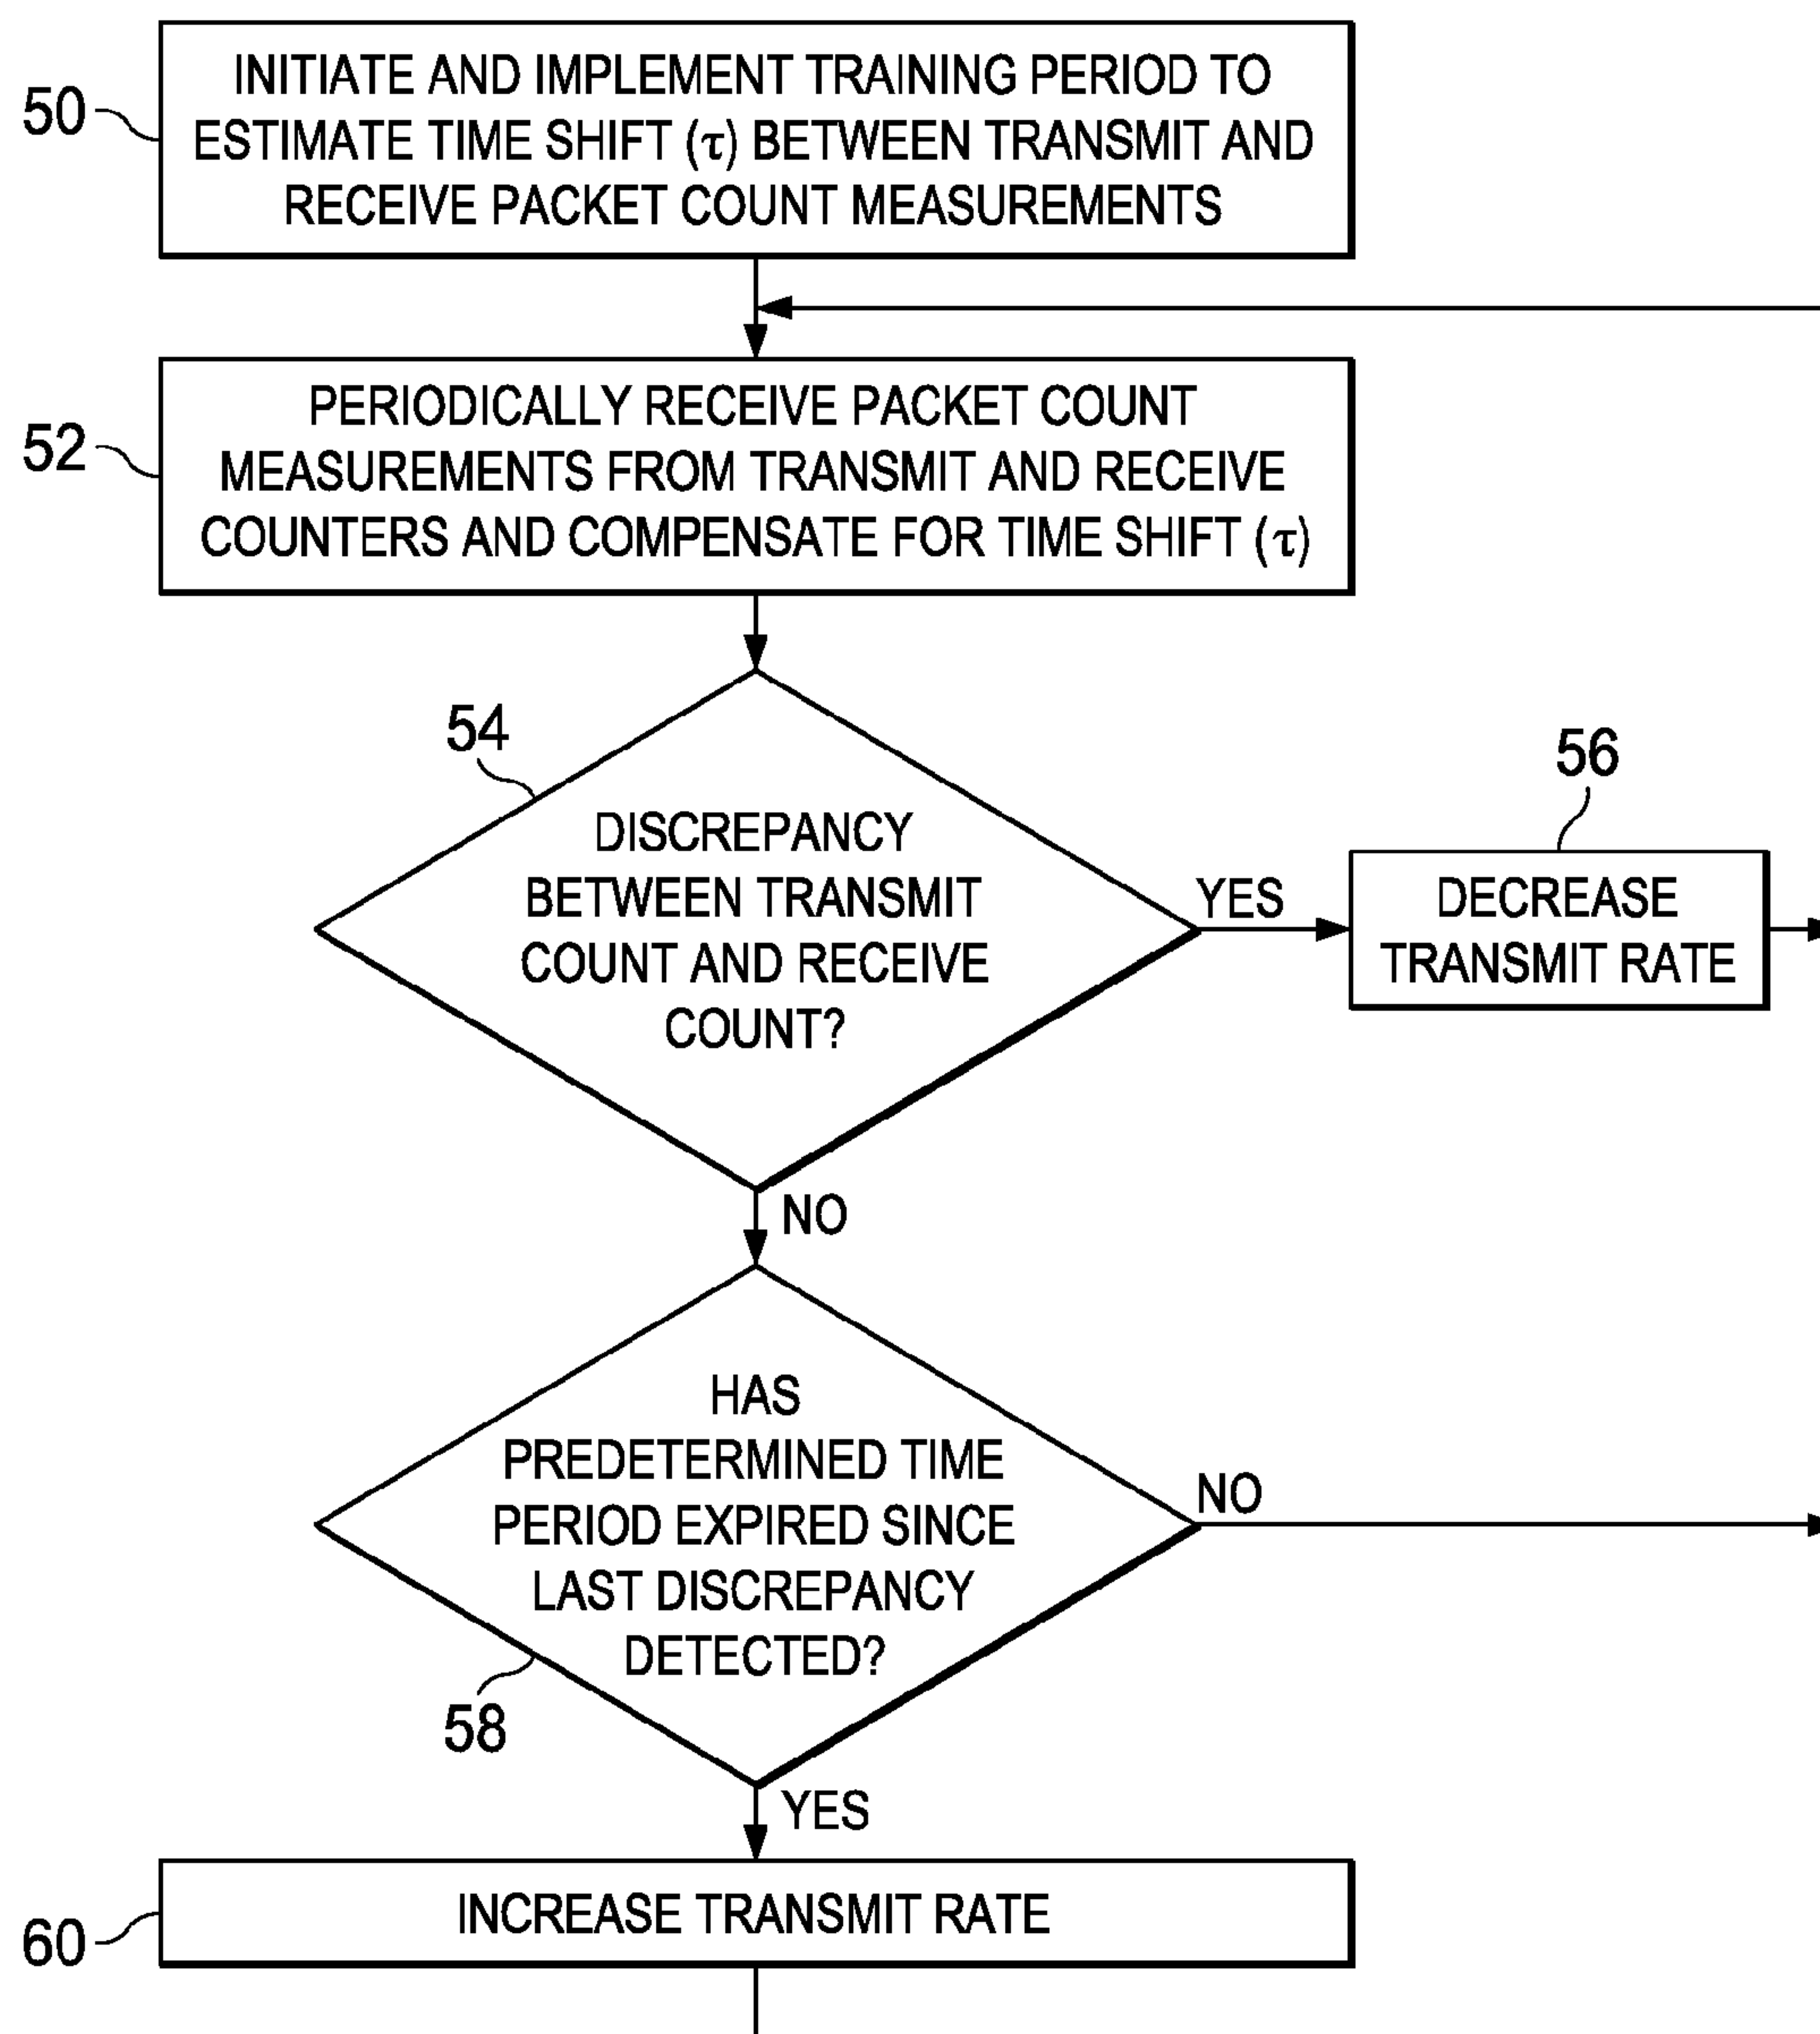 50
INITIATE AND IMPLEMENT TRAINING PERIOD TO
ESTIMATE TIME SHIFT (τ) BETWEEN TRANSMIT AND
RECEIVE PACKET COUNT MEASUREMENTS
52
PERIODICALLY RECEIVE PACKET COUNT
MEASUREMENTS FROM TRANSMIT AND RECEIVE
COUNTERS AND COMPENSATE FOR TIME SHIFT (τ)
54
DISCREPANCY
BETWEEN TRANSMIT
COUNT AND RECEIVE
COUNT?
YES
56
DECREASE
TRANSMIT RATE
NO
HAS
PREDETERMINED TIME
PERIOD EXPIRED SINCE
LAST DISCREPANCY
DETECTED?
NO
58
YES
60
INCREASE TRANSMIT RATE